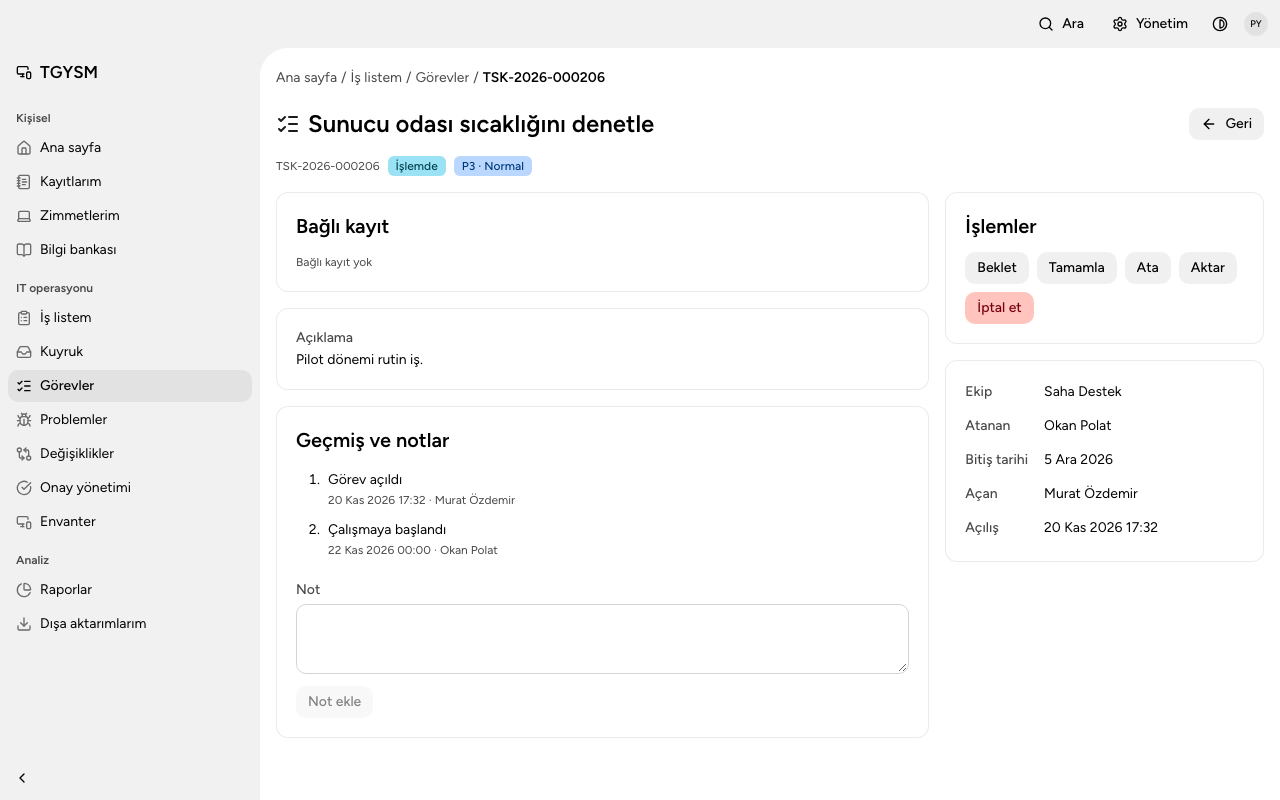 Ara
Yönetim
PY
TGYSM
Kişisel
Ana sayfa
Kayıtlarım
Zimmetlerim
Bilgi bankası
IT operasyonu
İş listem
Kuyruk
Görevler
Problemler
Değişiklikler
Onay yönetimi
Envanter
Analiz
Raporlar
Dışa aktarımlarım
Ana sayfa / İş listem / Görevler / TSK-2026-000206
Sunucu odası sıcaklığını denetle
Geri
TSK-2026-000206 İşlemde P3 · Normal
Bağlı kayıt
Bağlı kayıt yok
Açıklama
Pilot dönemi rutin iş.
Geçmiş ve notlar
1. Görev açıldı
20 Kas 2026 17:32 · Murat Özdemir
2. Çalışmaya başlandı
22 Kas 2026 00:00 · Okan Polat
Not
Not ekle
İşlemler
Beklet Tamamla Ata Aktar
İptal et
Ekip Saha Destek
Atanan Okan Polat
Bitiş tarihi 5 Ara 2026
Açan Murat Özdemir
Açılış 20 Kas 2026 17:32